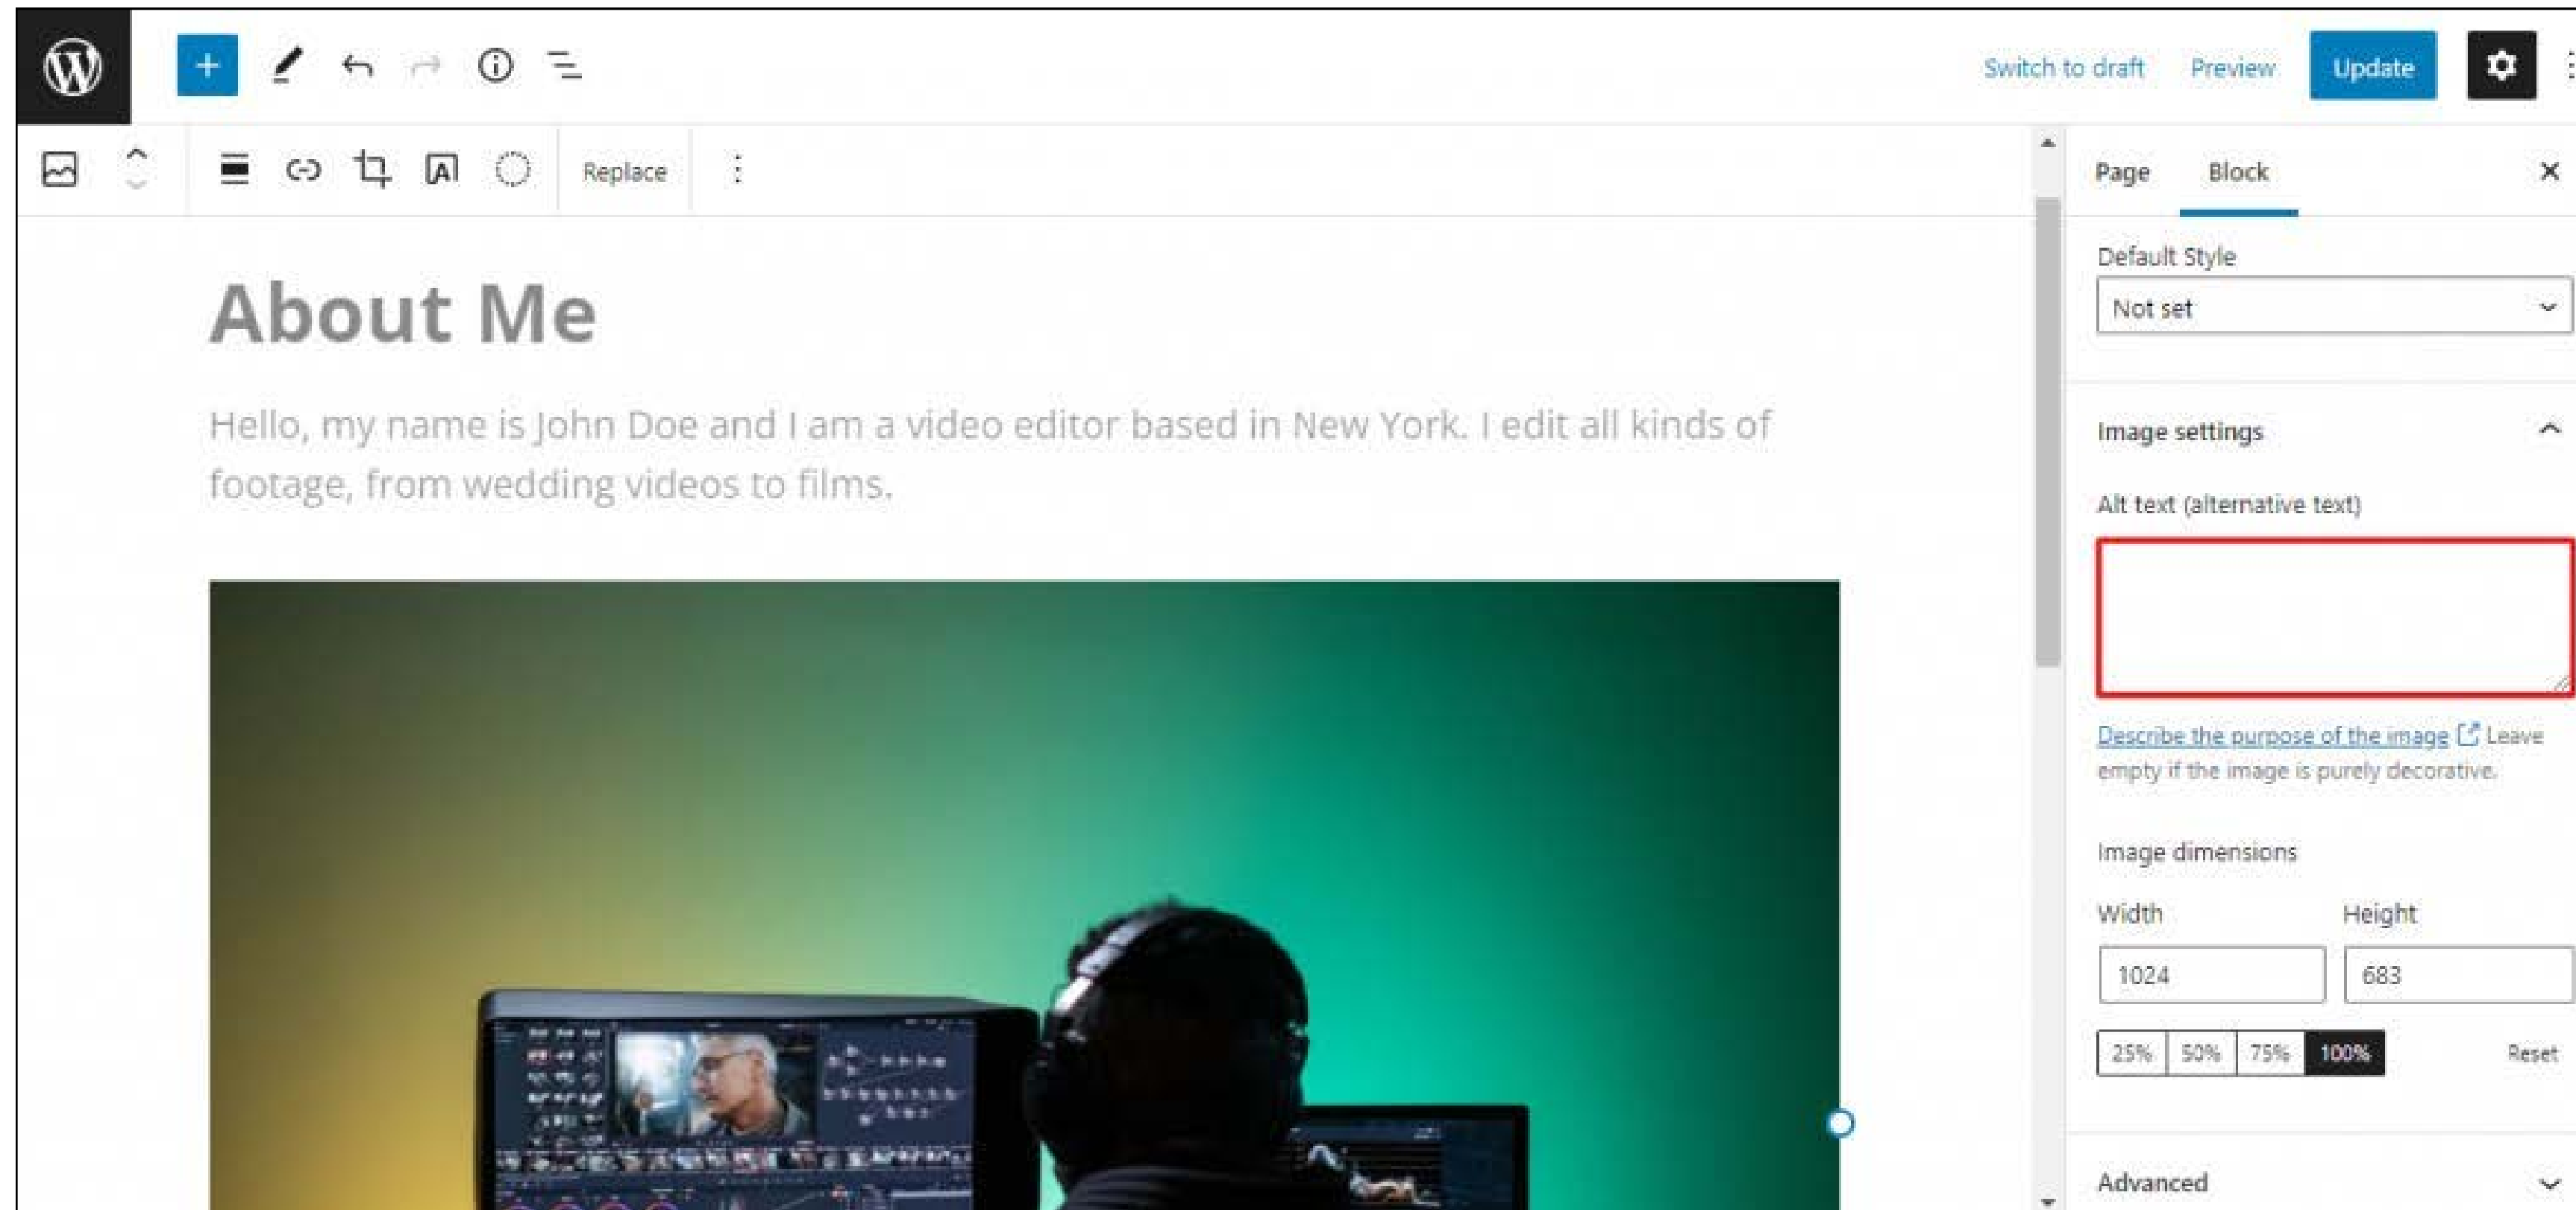 Switch to draft Preview Update
Replace
Page Block
About Me
Hello, my name is John Doe and I am a video editor based in New York. I edit all kinds of
footage, from wedding videos to films.
Default Style
Not set
Image settings
Alt text (alternative text)
Describe the purpose of the image Leave
empty if the image is purely decorative.
Image dimensions
Width Height
1024 683
25% 50% 75% 100% Reset
Advanced